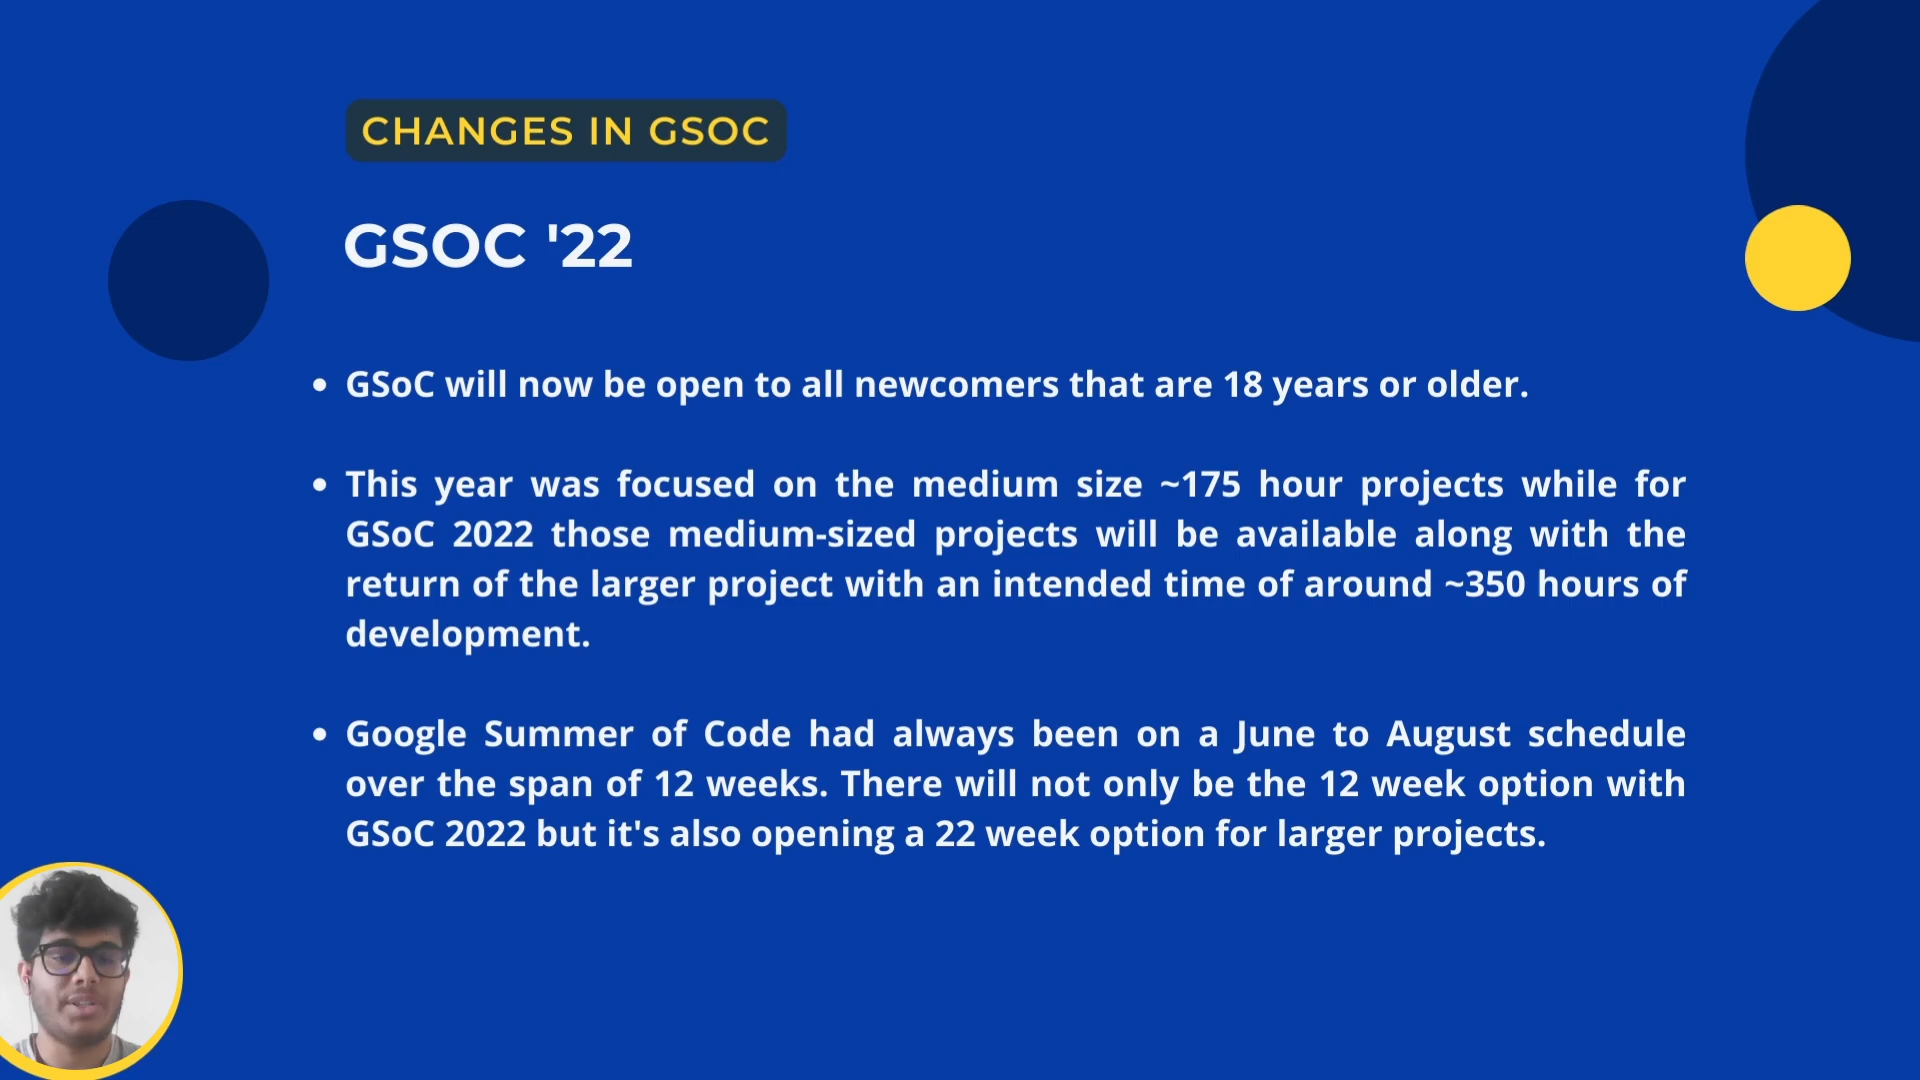 CHANGES IN GSOC
GSOC '22
• GSoC will now be open to all newcomers that are 18 years or older.
• This year was focused on the medium size ~175 hour projects while for
GSoC 2022 those medium-sized projects will be available along with the
return of the larger project with an intended time of around ~350 hours of
development.
• Google Summer of Code had always been on a June to August schedule
over the span of 12 weeks. There will not only be the 12 week option with
GSoC 2022 but it's also opening a 22 week option for larger projects.